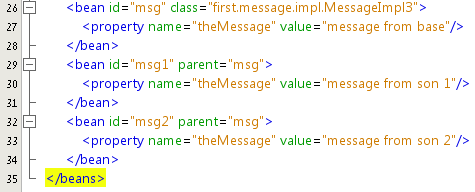 26 <bean id="msg" class="first.message.impl.MessageImpl3">
27 <property name="theMessage" value="message from base"/>
28 </bean>
29 <bean id="msg1" parent="msg">
30 <property name="theMessage" value="message from son 1"/>
31 </bean>
32 <bean id="msg2" parent="msg">
33 <property name="theMessage" value="message from son 2"/>
34 </bean>
35 </beans>